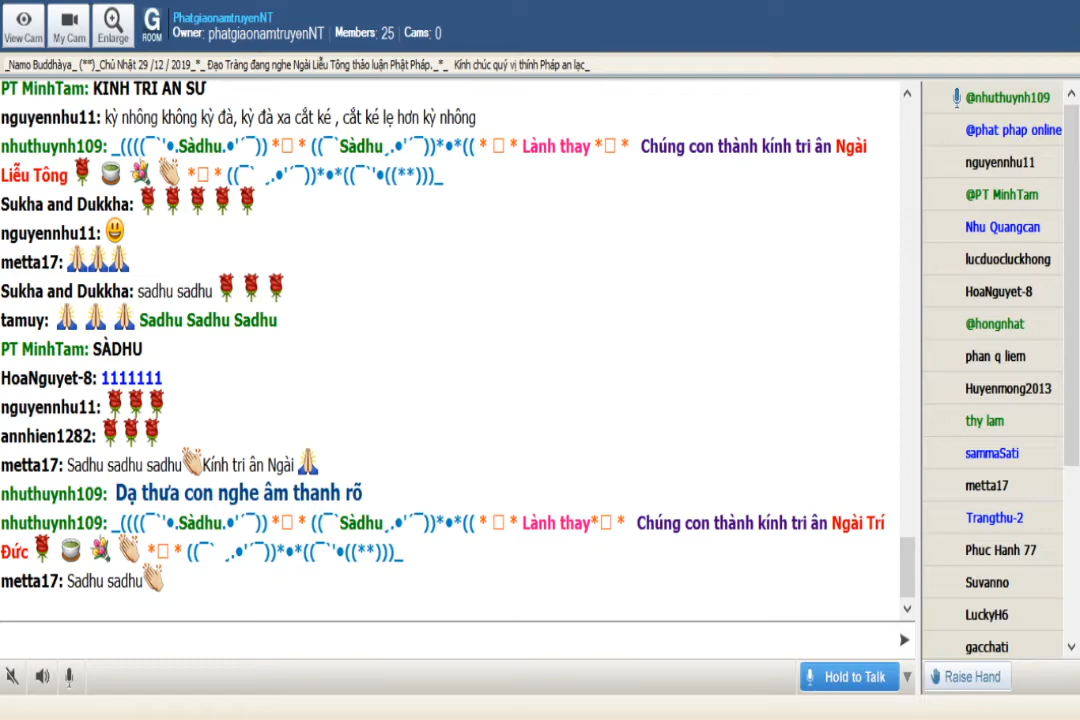 View Cam
My Cam
Enlarge
G
ROOM
PhatgiaonamtruyenNT
Owner: phatgiaonamtruyenNT | Members: 25 | Cams: 0
_Namo Buddhàya_ (**)_Chủ Nhật 29 /12 / 2019_*_ Đạo Tràng đang nghe Ngài Liễu Tông thảo luận Phật Pháp._*_ Kính chúc quý vị thính Pháp an lạc_
PT MinhTam: KINH TRI AN SƯ
nguyennhu11: kỳ nhông không kỳ đà, kỳ đà xa cắt ké , cắt ké lẹ hơn kỳ nhông
nhuthuynh109: _((((¯`'•.Sàdhu.•'´¯)) *□ * ((¯`Sàdhu¸.•'´¯))*•*(( * □ * Lành thay *□ * Chúng con thành kính tri ân Ngài
Liễu Tông 🌹 🍵 💐 👏 *□ * ((¯` ¸.•'´¯))*•*((¯`'•((**)))_
Sukha and Dukkha: 🌹 🌹 🌹 🌹 🌹
nguyennhu11: 😃
metta17: 🙏🙏🙏
Sukha and Dukkha: sadhu sadhu 🌹 🌹 🌹
tamuy: 🙏 🙏 🙏 Sadhu Sadhu Sadhu
PT MinhTam: SÀDHU
HoaNguyet-8: 1111111
nguyennhu11: 🌹🌹🌹
annhien1282: 🌹🌹🌹
metta17: Sadhu sadhu sadhu👏Kính tri ân Ngài 🙏
nhuthuynh109: Dạ thưa con nghe âm thanh rõ
nhuthuynh109: _((((¯`'•.Sàdhu.•'´¯)) *□ * ((¯`Sàdhu¸.•'´¯))*•*(( * □ * Lành thay*□ * Chúng con thành kính tri ân Ngài Trí
Đức 🌹 🍵 💐 👏 *□ * ((¯` ¸.•'´¯))*•*((¯`'•((**)))_
metta17: Sadhu sadhu👏
@nhuthuynh109
@phat phap online
nguyennhu11
@PT MinhTam
Nhu Quangcan
lucduocluckhong
HoaNguyet-8
@hongnhat
phan q liem
Huyenmong2013
thy lam
sammaSati
metta17
Trangthu-2
Phuc Hanh 77
Suvanno
LuckyH6
gacchati
Hold to Talk
Raise Hand